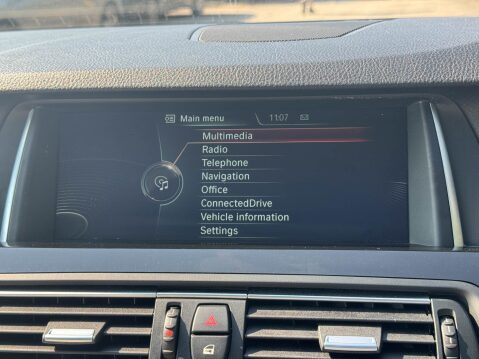 Main menu 11:07
Multimedia
Radio
Telephone
Navigation
Office
ConnectedDrive
Vehicle information
Settings